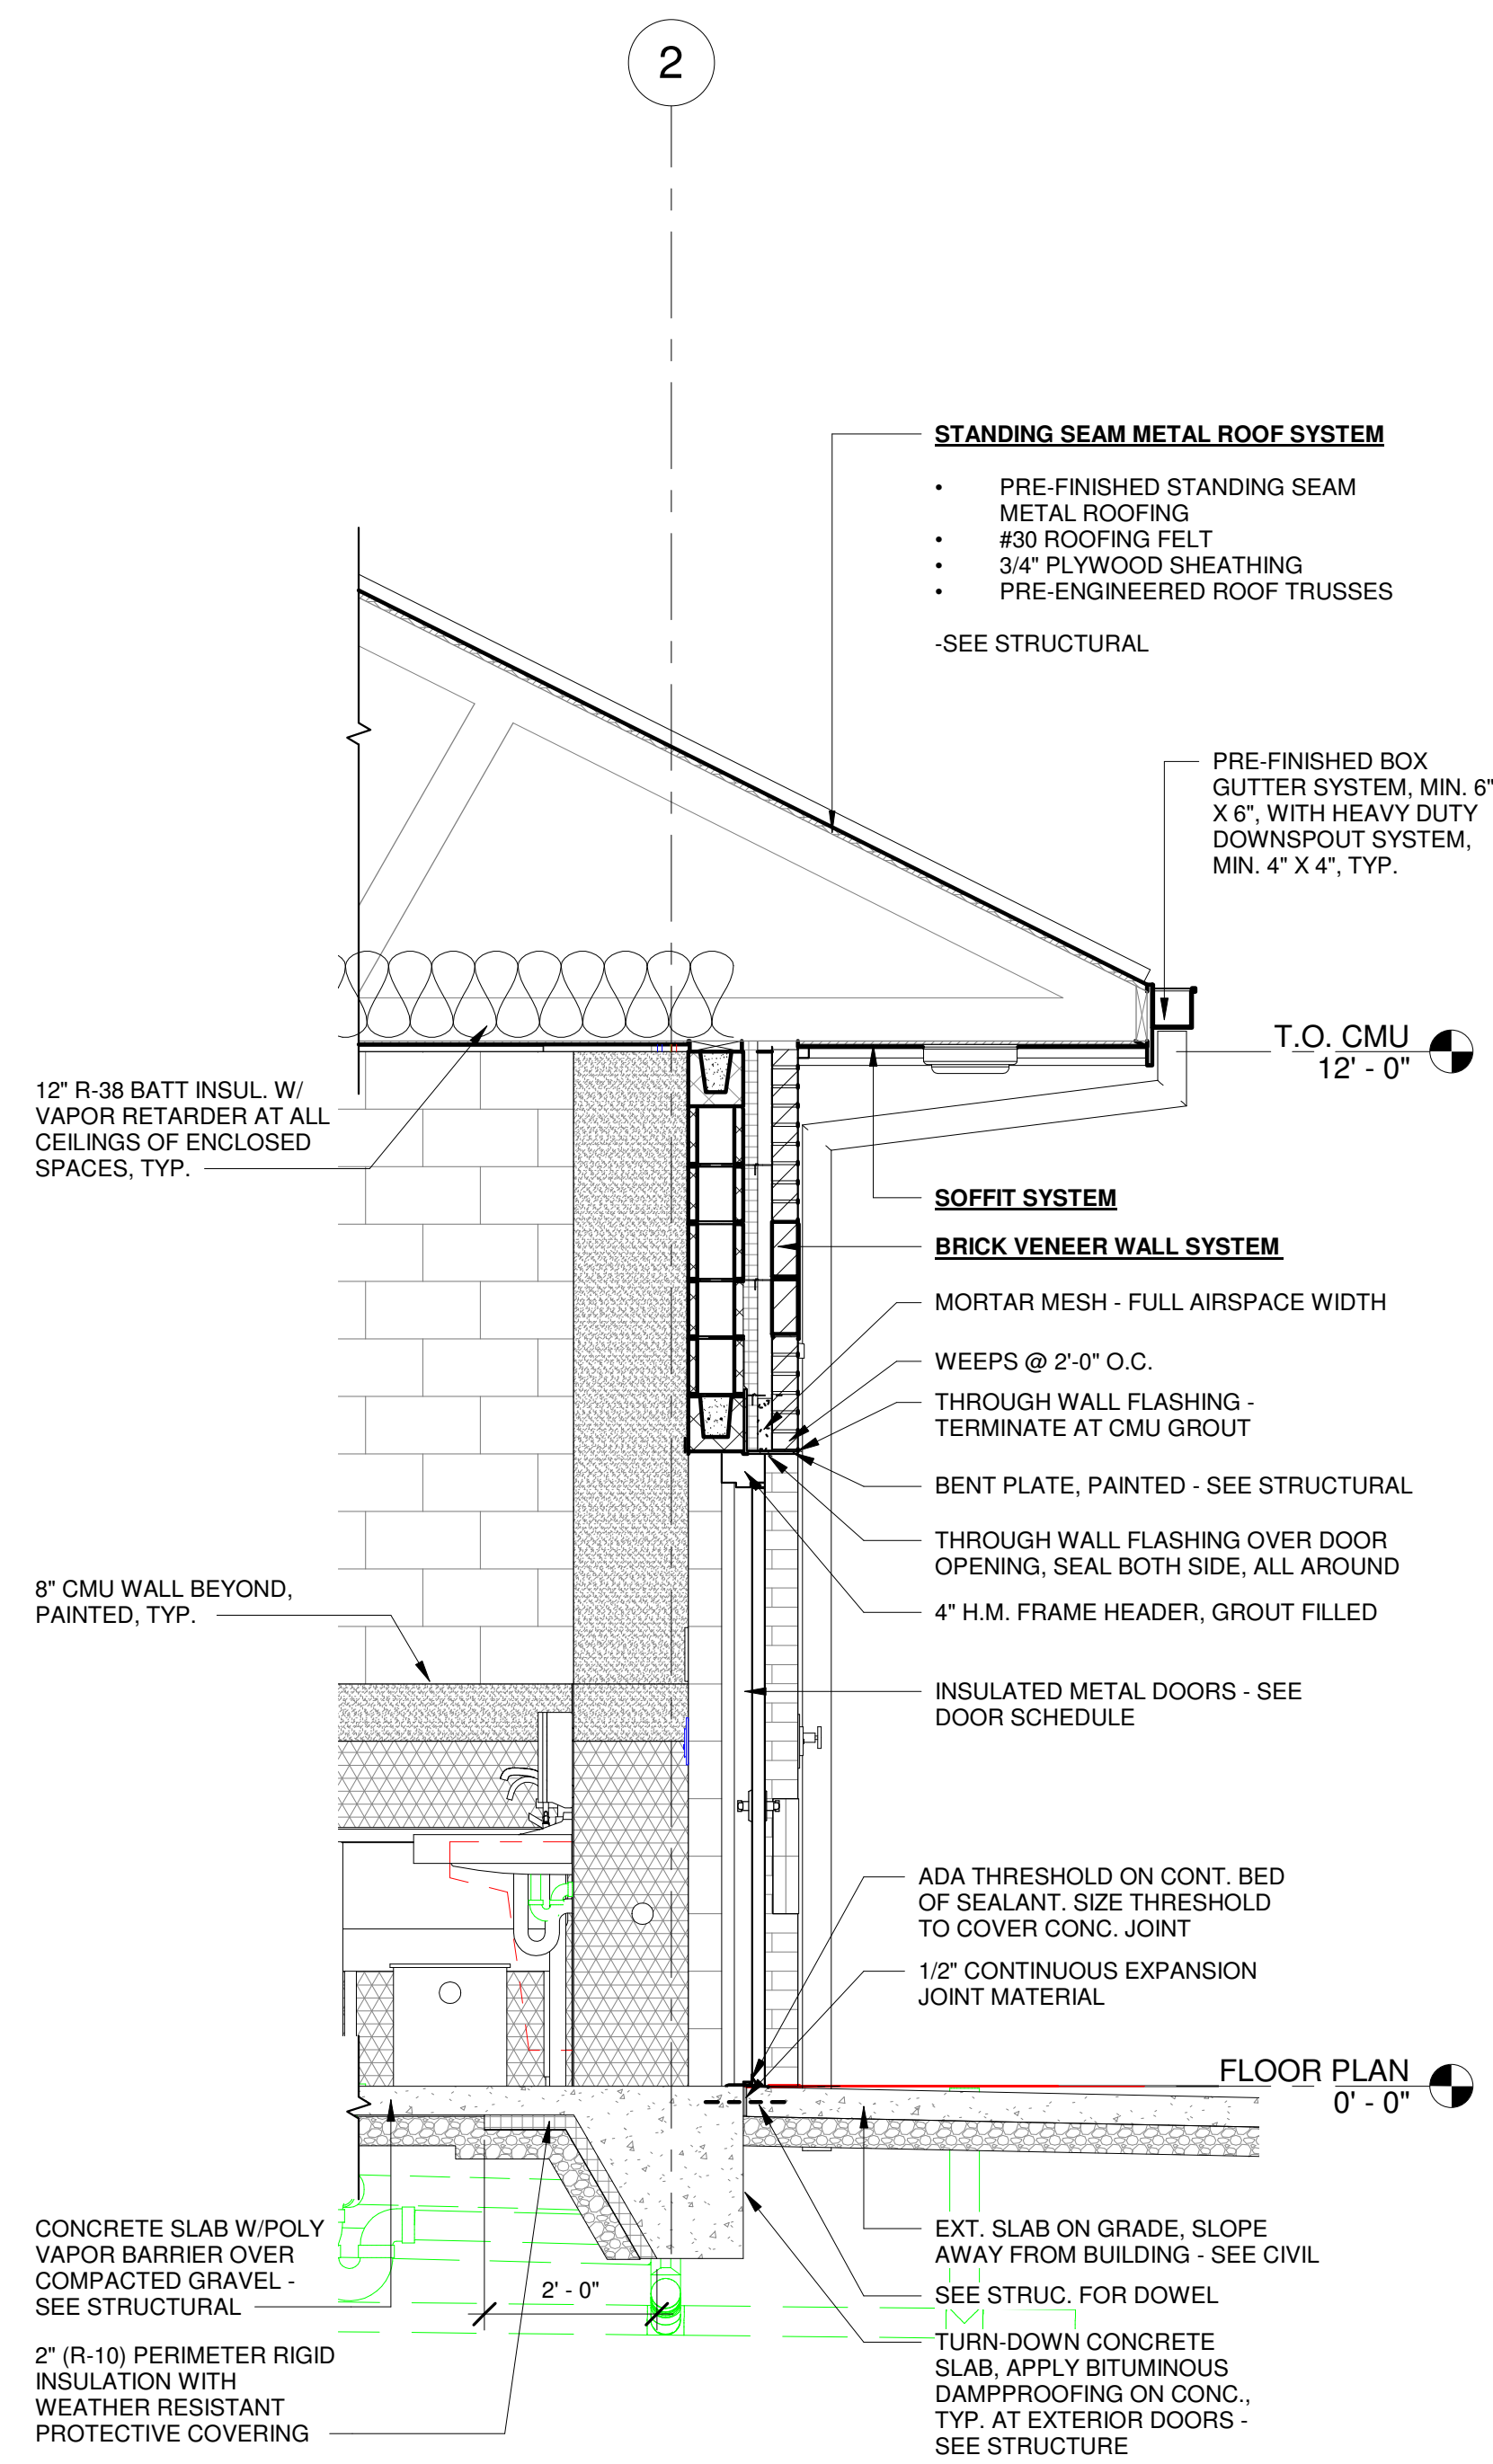 2
STANDING SEAM METAL ROOF SYSTEM
• PRE-FINISHED STANDING SEAM
METAL ROOFING
• #30 ROOFING FELT
• 3/4" PLYWOOD SHEATHING
• PRE-ENGINEERED ROOF TRUSSES
-SEE STRUCTURAL
PRE-FINISHED BOX
GUTTER SYSTEM, MIN. 6"
X 6", WITH HEAVY DUTY
DOWNSPOUT SYSTEM,
MIN. 4" X 4", TYP.
T.O. CMU
12' - 0"
12" R-38 BATT INSUL. W/
VAPOR RETARDER AT ALL
CEILINGS OF ENCLOSED
SPACES, TYP.
SOFFIT SYSTEM
BRICK VENEER WALL SYSTEM
MORTAR MESH - FULL AIRSPACE WIDTH
WEEPS @ 2'-0" O.C.
THROUGH WALL FLASHING -
TERMINATE AT CMU GROUT
BENT PLATE, PAINTED - SEE STRUCTURAL
THROUGH WALL FLASHING OVER DOOR
OPENING, SEAL BOTH SIDE, ALL AROUND
4" H.M. FRAME HEADER, GROUT FILLED
8" CMU WALL BEYOND,
PAINTED, TYP.
INSULATED METAL DOORS - SEE
DOOR SCHEDULE
ADA THRESHOLD ON CONT. BED
OF SEALANT. SIZE THRESHOLD
TO COVER CONC. JOINT
1/2" CONTINUOUS EXPANSION
JOINT MATERIAL
FLOOR PLAN
0' - 0"
CONCRETE SLAB W/POLY
VAPOR BARRIER OVER
COMPACTED GRAVEL -
SEE STRUCTURAL
2" (R-10) PERIMETER RIGID
INSULATION WITH
WEATHER RESISTANT
PROTECTIVE COVERING
2' - 0"
EXT. SLAB ON GRADE, SLOPE
AWAY FROM BUILDING - SEE CIVIL
SEE STRUC. FOR DOWEL
TURN-DOWN CONCRETE
SLAB, APPLY BITUMINOUS
DAMPPROOFING ON CONC.,
TYP. AT EXTERIOR DOORS -
SEE STRUCTURE